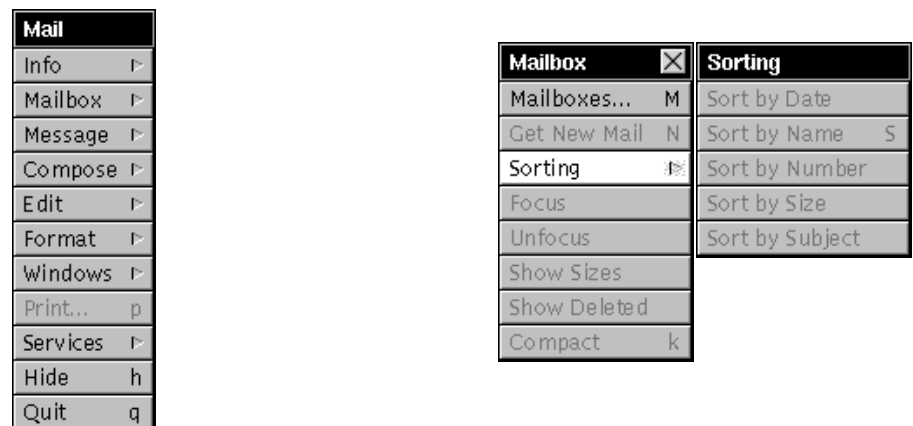 Mail
Info
Mailbox
Message
Compose
Edit
Format
Windows
Print... p
Services
Hide h
Quit q
Mailbox
Mailboxes... M
Get New Mail N
Sorting
Focus
Unfocus
Show Sizes
Show Deleted
Compact k
Sorting
Sort by Date
Sort by Name S
Sort by Number
Sort by Size
Sort by Subject